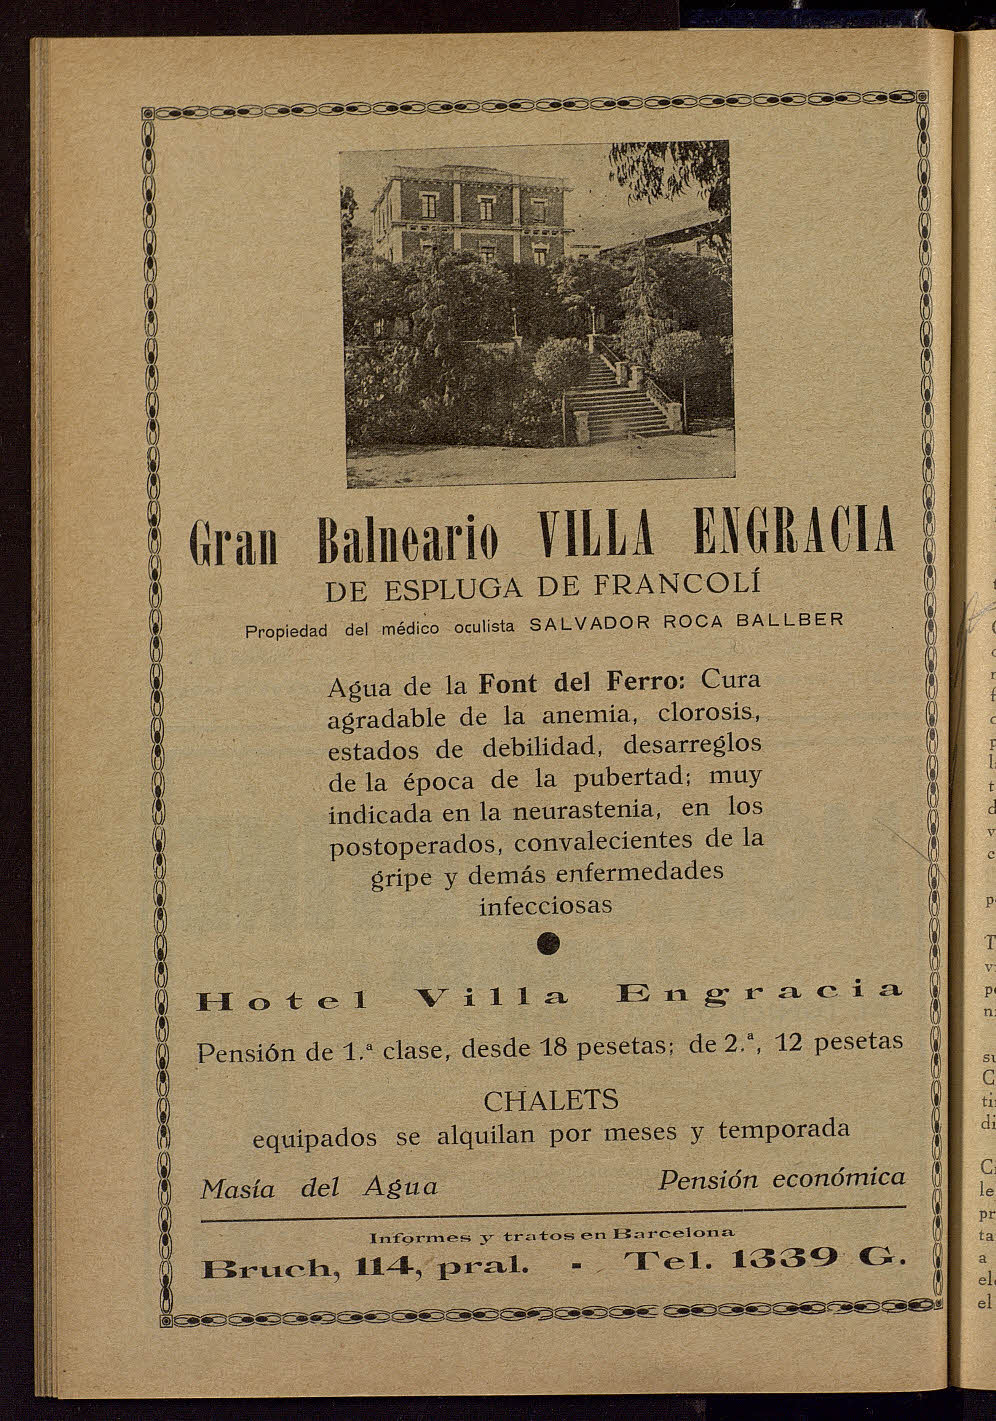 Gran Balneario VILLA ENGRACIA
DE ESPLUGA DE FRANCOLÍ
Propiedad del médico oculista SALVADOR ROCA BALLBER
Agua de la Font del Ferro: Cura
agradable de la anemia, clorosis,
estados de debilidad, desarreglos
de la época de la pubertad; muy
indicada en la neurastenia, en los
postoperados, convalecientes de la
gripe y demás enfermedades
infecciosas
Hotel Villa Engracia
Pensión de 1.ª clase, desde 18 pesetas; de 2.ª, 12 pesetas
CHALETS
equipados se alquilan por meses y temporada
Masía del Agua Pensión económica
Informes y tratos en Barcelona
Bruch, 114, pral. - Tel. 1339 G.